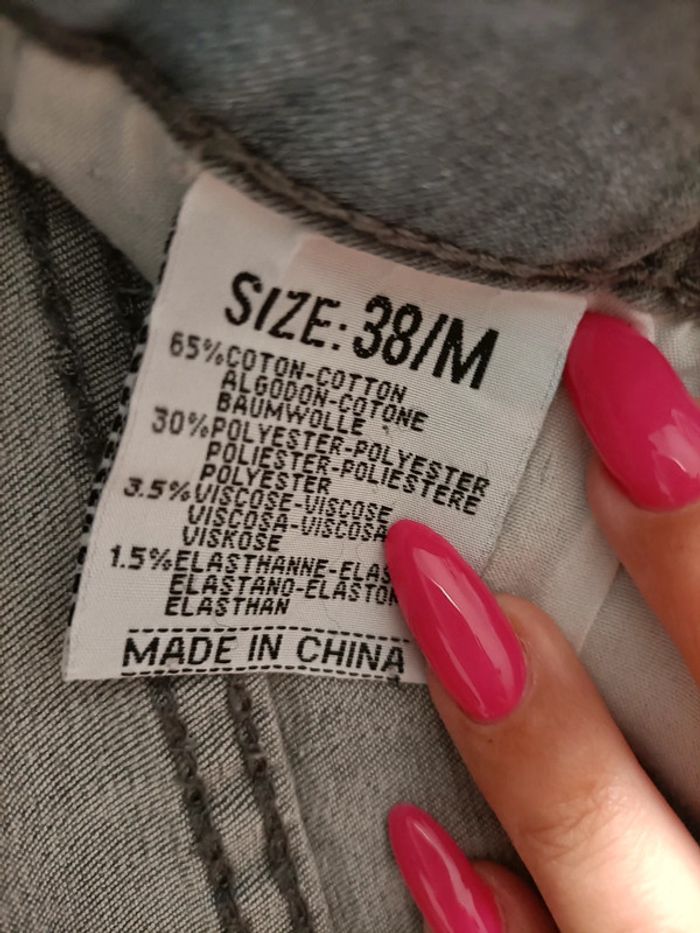 SIZE: 38/M
65%COTON-COTTON
ALGODON-COTONE
BAUMWOLLE
30%POLYESTER-POLYESTER
POLIESTER-POLIESTERE
POLYESTER
3.5%VISCOSE-VISCOSE
VISCOSA-VISCOSA
VISKOSE
1.5%ELASTHANNE-ELAS
ELASTANO-ELASTO
ELASTHAN
MADE IN CHINA